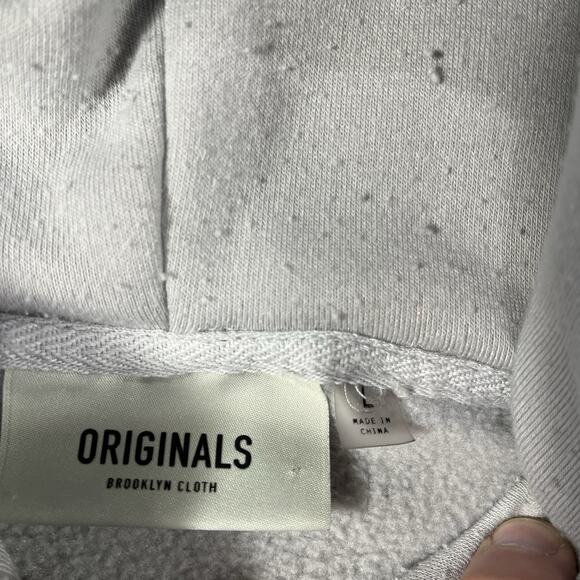 ORIGINALS
BROOKLYN CLOTH
L
MADE IN
CHINA